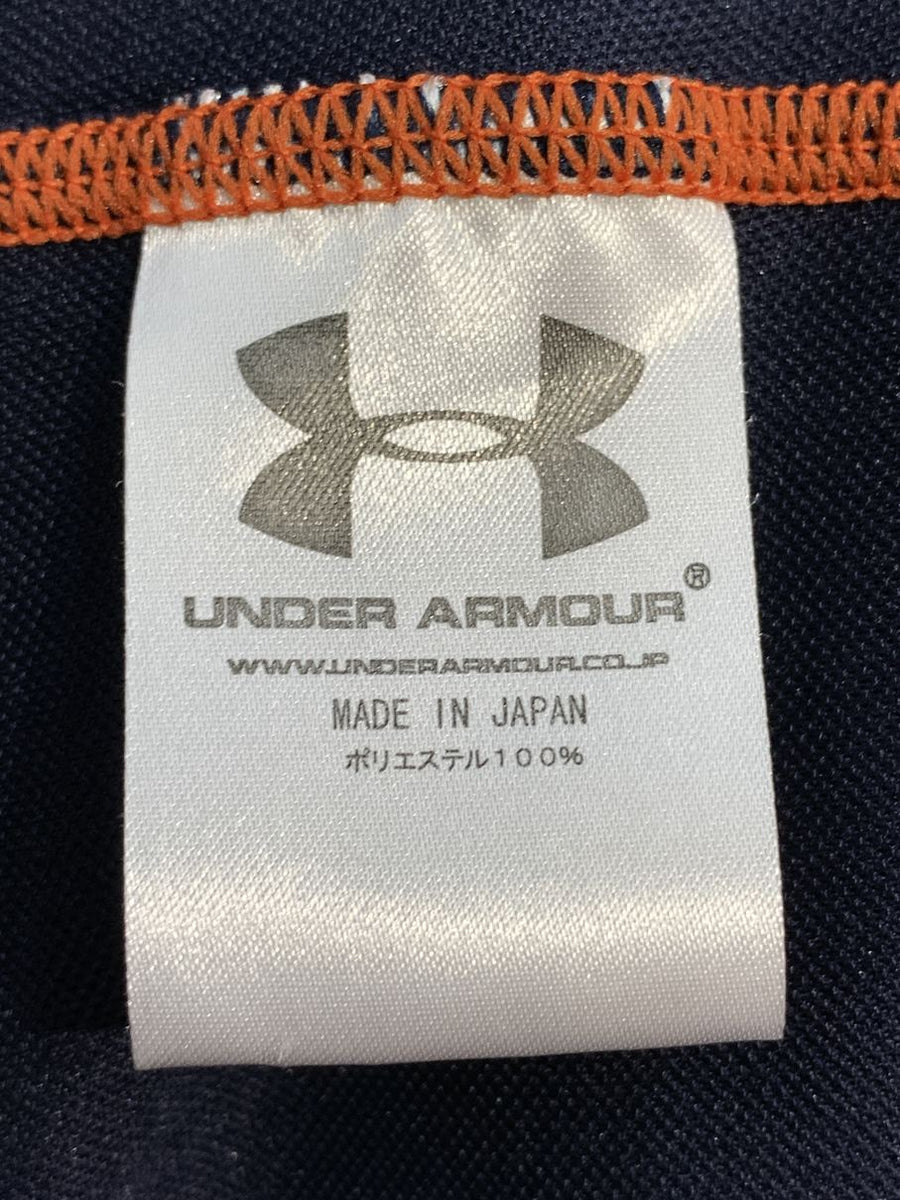 UNDER ARMOUR®
WWW.UNDERARMOUR.CO.JP
MADE IN JAPAN
ポリエステル100%